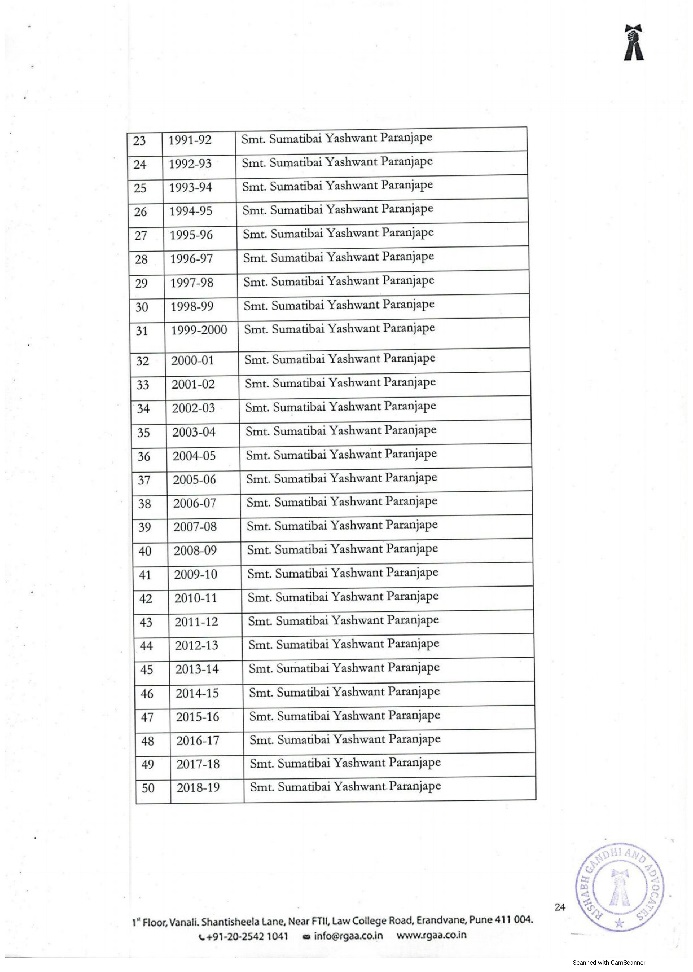 23 1991-92 Smt. Sumatibai Yashwant Paranjape
24 1992-93 Smt. Sumatibai Yashwant Paranjape
25 1993-94 Smt. Sumatibai Yashwant Paranjape
26 1994-95 Smt. Sumatibai Yashwant Paranjape
27 1995-96 Smt. Sumatibai Yashwant Paranjape
28 1996-97 Smt. Sumatibai Yashwant Paranjape
29 1997-98 Smt. Sumatibai Yashwant Paranjape
30 1998-99 Smt. Sumatibai Yashwant Paranjape
31 1999-2000 Smt. Sumatibai Yashwant Paranjape
32 2000-01 Smt. Sumatibai Yashwant Paranjape
33 2001-02 Smt. Sumatibai Yashwant Paranjape
34 2002-03 Smt. Sumatibai Yashwant Paranjape
35 2003-04 Smt. Sumatibai Yashwant Paranjape
36 2004-05 Smt. Sumatibai Yashwant Paranjape
37 2005-06 Smt. Sumatibai Yashwant Paranjape
38 2006-07 Smt. Sumatibai Yashwant Paranjape
39 2007-08 Smt. Sumatibai Yashwant Paranjape
40 2008-09 Smt. Sumatibai Yashwant Paranjape
41 2009-10 Smt. Sumatibai Yashwant Paranjape
42 2010-11 Smt. Sumatibai Yashwant Paranjape
43 2011-12 Smt. Sumatibai Yashwant Paranjape
44 2012-13 Smt. Sumatibai Yashwant Paranjape
45 2013-14 Smt. Sumatibai Yashwant Paranjape
46 2014-15 Smt. Sumatibai Yashwant Paranjape
47 2015-16 Smt. Sumatibai Yashwant Paranjape
48 2016-17 Smt. Sumatibai Yashwant Paranjape
49 2017-18 Smt. Sumatibai Yashwant Paranjape
50 2018-19 Smt. Sumatibai Yashwant Paranjape
RISHABH GANDHI AND ADVOCATES
24
1st Floor, Vanali. Shantisheela Lane, Near FTII, Law College Road, Erandvane, Pune 411 004.
+91-20-2542 1041 info@rgaa.co.in www.rgaa.co.in
Scanned with CamScanner